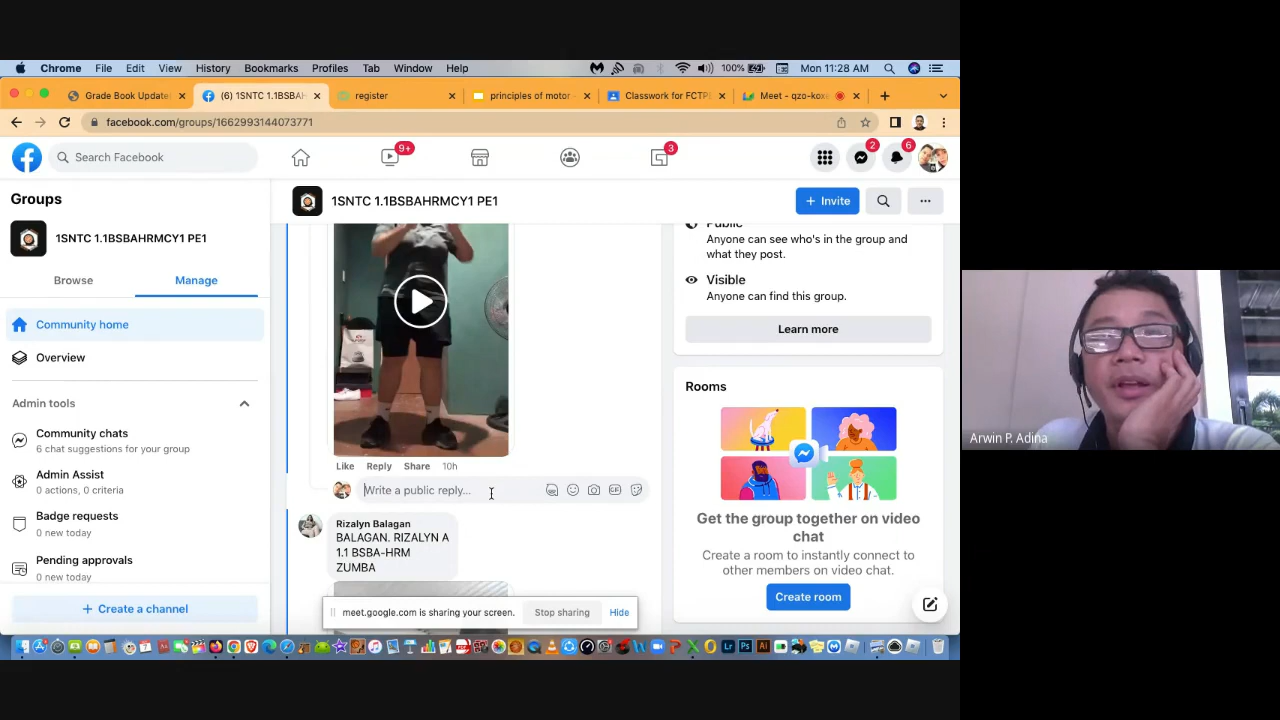 Chrome File Edit View History Bookmarks Profiles Tab Window Help 100% Mon 11:28 AM
Grade Book Update (6) 1SNTC 1.1BSBAH register principles of motor Classwork for FCTP Meet - qzo-kox
facebook.com/groups/1662993144073771
Search Facebook 9+ 3 2 6
Groups
1SNTC 1.1BSBAHRMCY1 PE1
Browse Manage
Community home
Overview
Admin tools
Community chats
6 chat suggestions for your group
Admin Assist
0 actions, 0 criteria
Badge requests
0 new today
Pending approvals
0 new today
+ Create a channel
1SNTC 1.1BSBAHRMCY1 PE1
+ Invite
Like Reply Share 10h
Write a public reply...
GIF
Rizalyn Balagan
BALAGAN. RIZALYN A
1.1 BSBA-HRM
ZUMBA
meet.google.com is sharing your screen. Stop sharing Hide
Public
Anyone can see who's in the group and
what they post.
Visible
Anyone can find this group.
Learn more
Rooms
Get the group together on video
chat
Create a room to instantly connect to
other members on video chat.
Create room
Arwin P. Adina